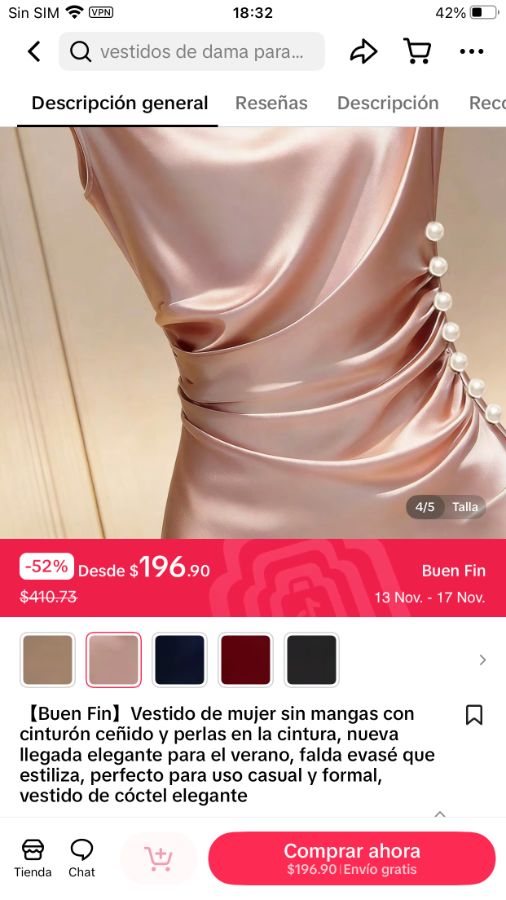 Sin SIM VPN 18:32 42%
vestidos de dama para...
Descripción general Reseñas Descripción Reco
4/5 Talla
-52% Desde $196.90 Buen Fin
$410.73 13 Nov. - 17 Nov.
【Buen Fin】Vestido de mujer sin mangas con
cinturón ceñido y perlas en la cintura, nueva
llegada elegante para el verano, falda evasé que
estiliza, perfecto para uso casual y formal,
vestido de cóctel elegante
Comprar ahora
Tienda Chat $196.90 | Envío gratis